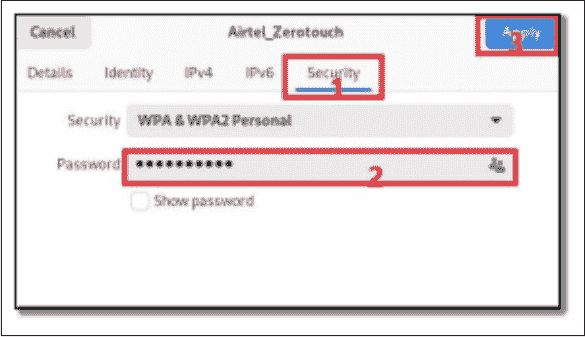 Cancel Airtel_Zerotouch Apply
3
Details Identity IPv4 IPv6 Security
1
Security WPA & WPA2 Personal
Password ••••••••••
2
Show password